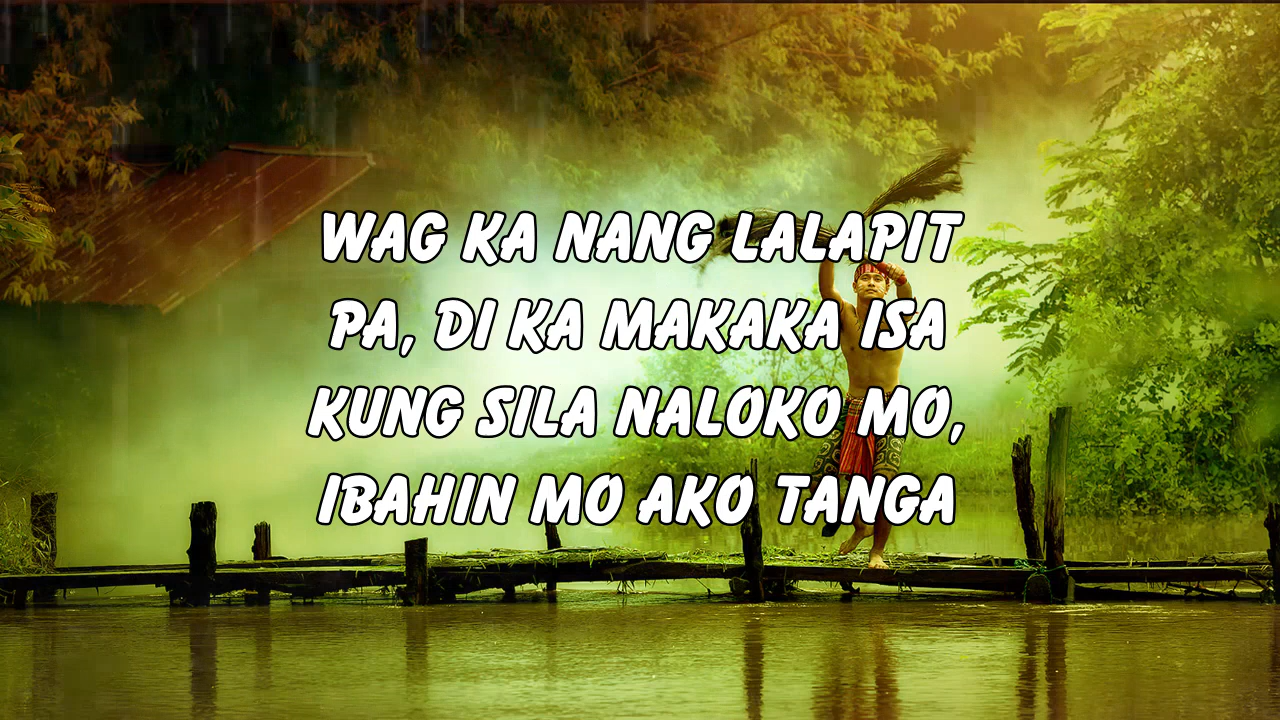 WAG KA NANG LALAPIT
PA, DI KA MAKAKA ISA
KUNG SILA NALOKO MO,
IBAHIN MO AKO TANGA